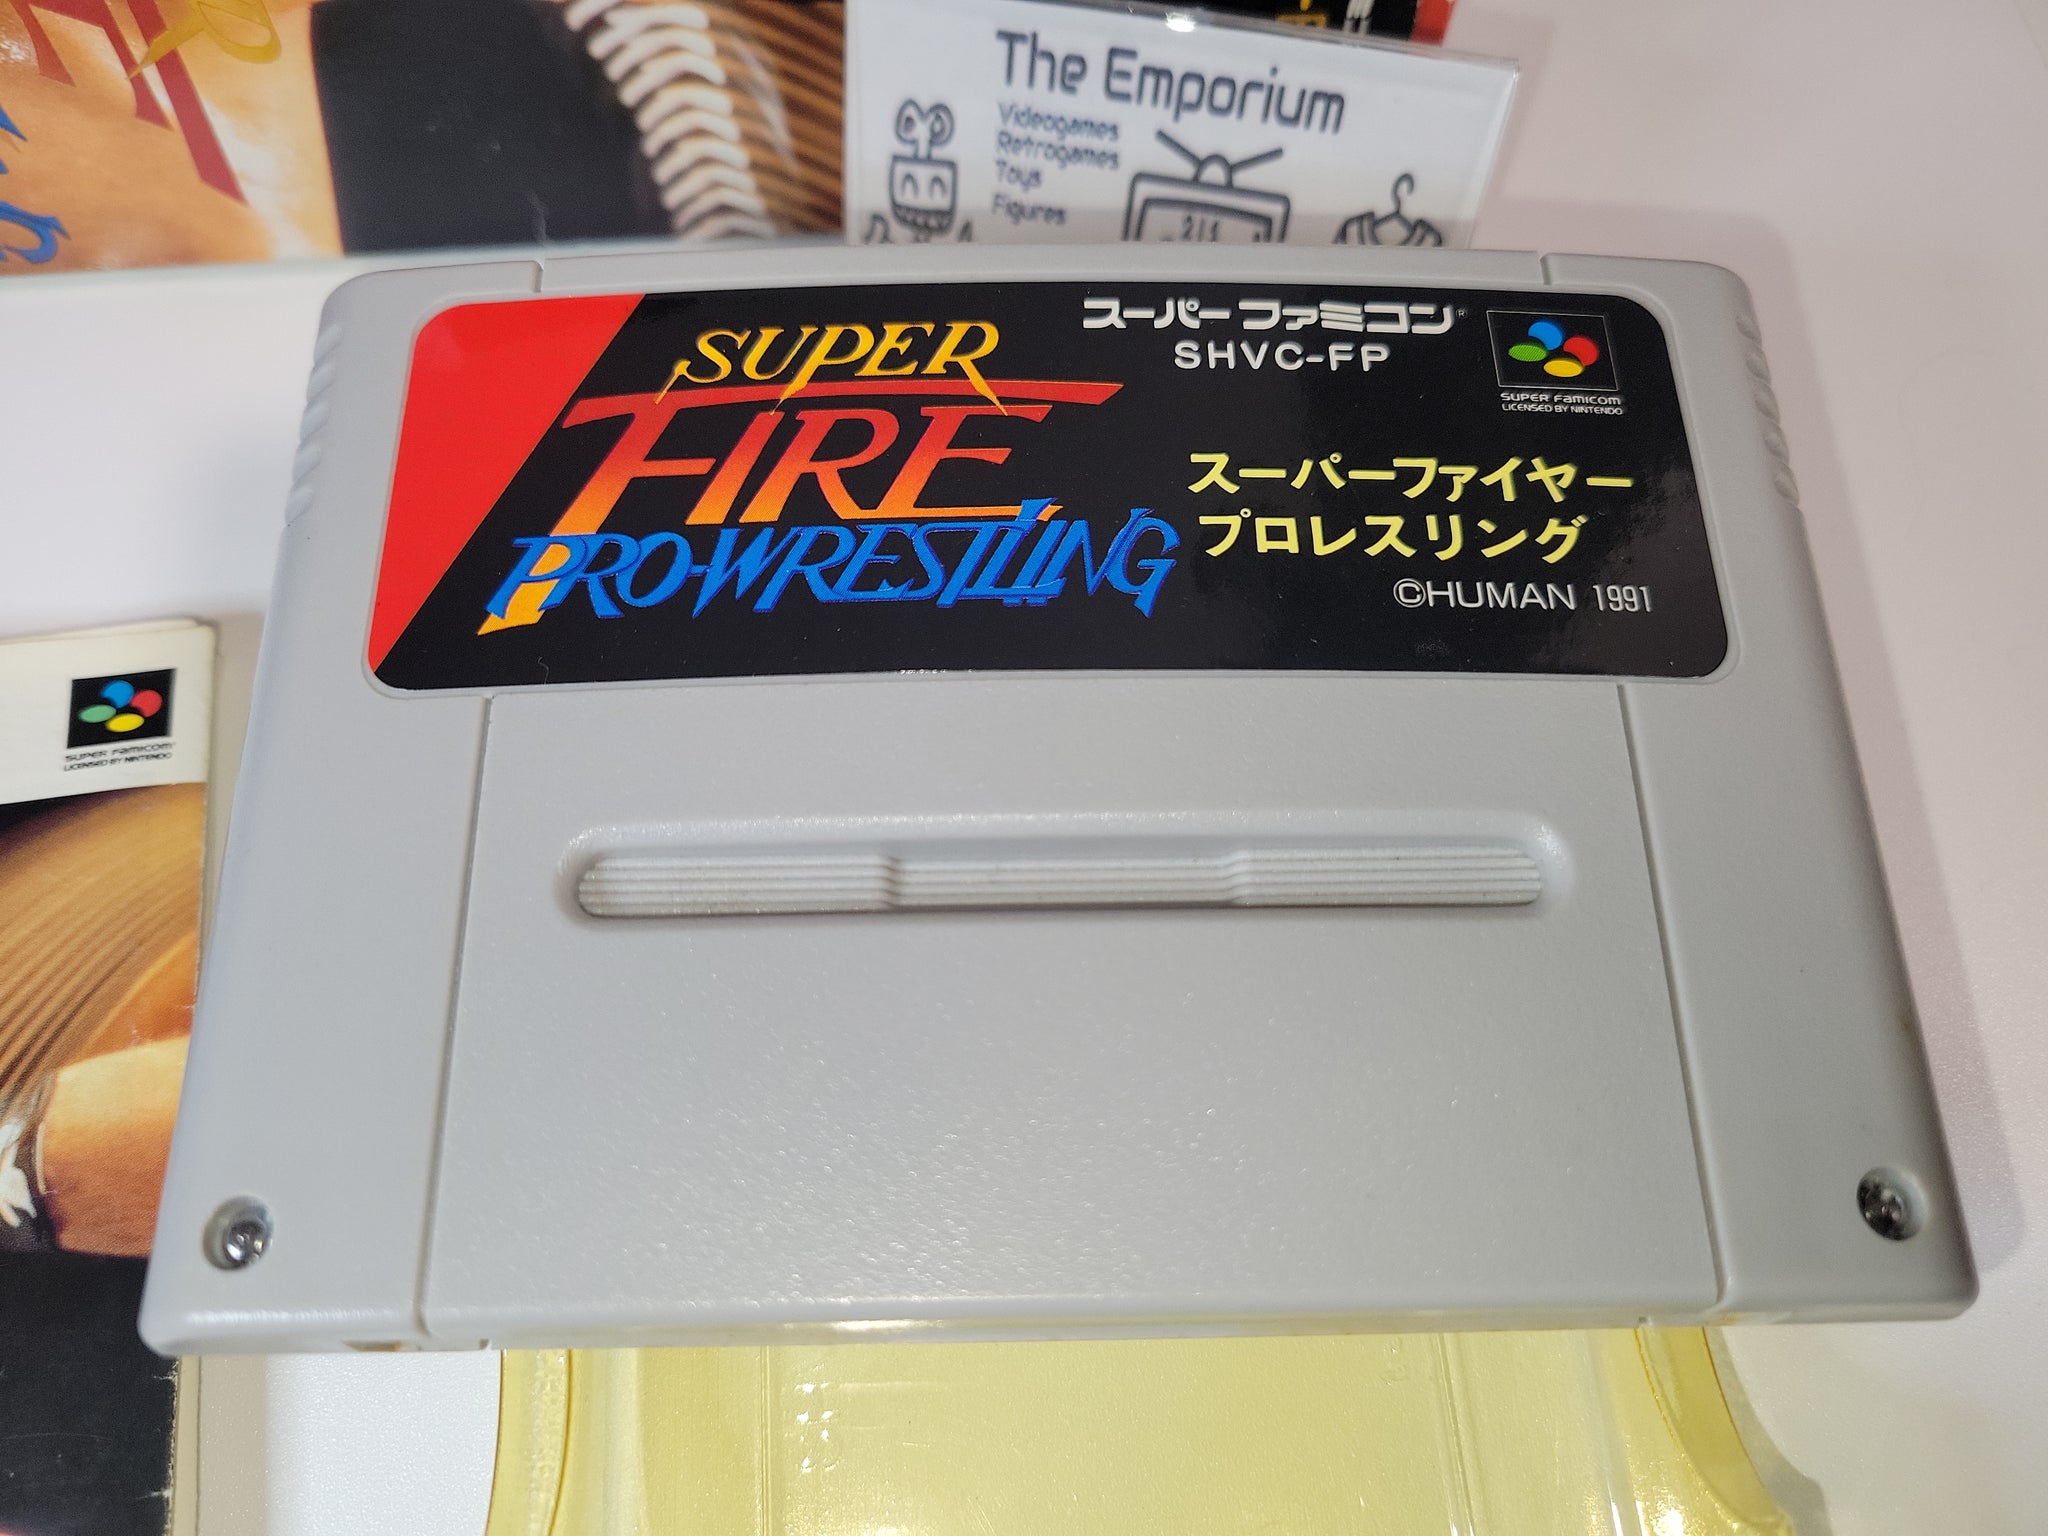 The Emporium
Videogames
Retrogames
Toys
Figures
SUPER
FIRE
PRO-WRESTLING
スーパーファミコン®
SHVC-FP
SUPER FAMICOM
LICENSED BY NINTENDO
スーパーファイヤー
プロレスリング
©HUMAN 1991
SUPER FAMICOM
LICENSED BY NINTENDO